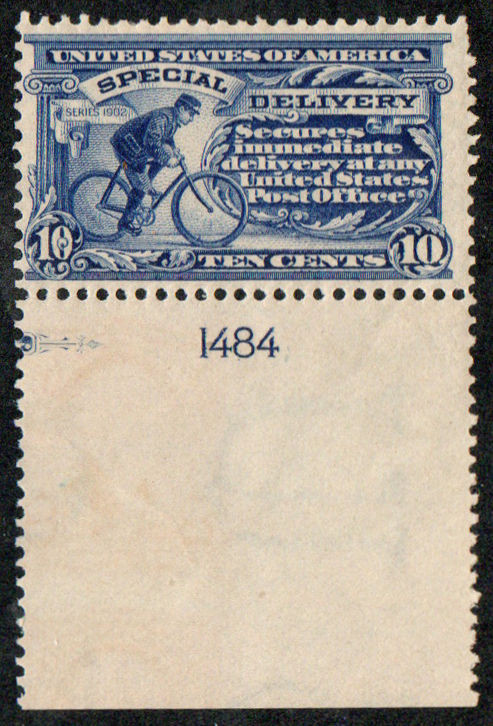 UNITED STATES OF AMERICA
SPECIAL DELIVERY
SERIES 1902
Secures
immediate
delivery at any
United States
Post Office
10 TEN CENTS 10
1484